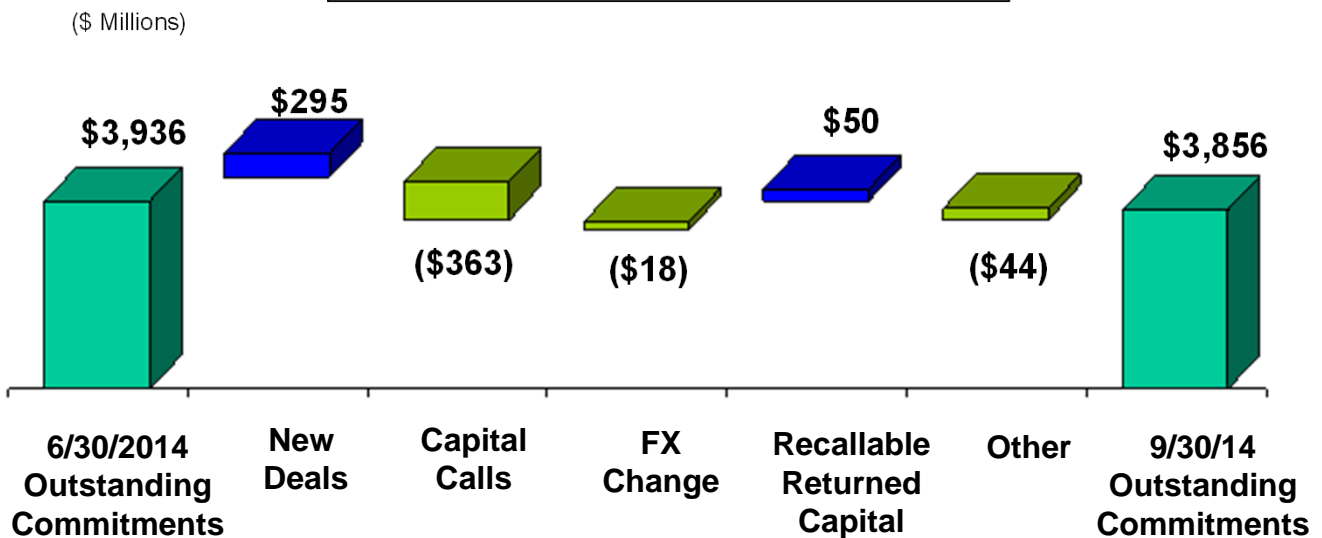 ($ Millions)
$3,936
$295
($363)
($18)
$50
($44)
$3,856
6/30/2014
Outstanding
Commitments
New
Deals
Capital
Calls
FX
Change
Recallable
Returned
Capital
Other
9/30/14
Outstanding
Commitments